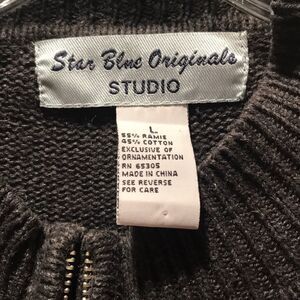 Star Blue Originals
STUDIO
L
55% RAMIE
45% COTTON
EXCLUSIVE OF
ORNAMENTATION
RN 65305
MADE IN CHINA
SEE REVERSE
FOR CARE